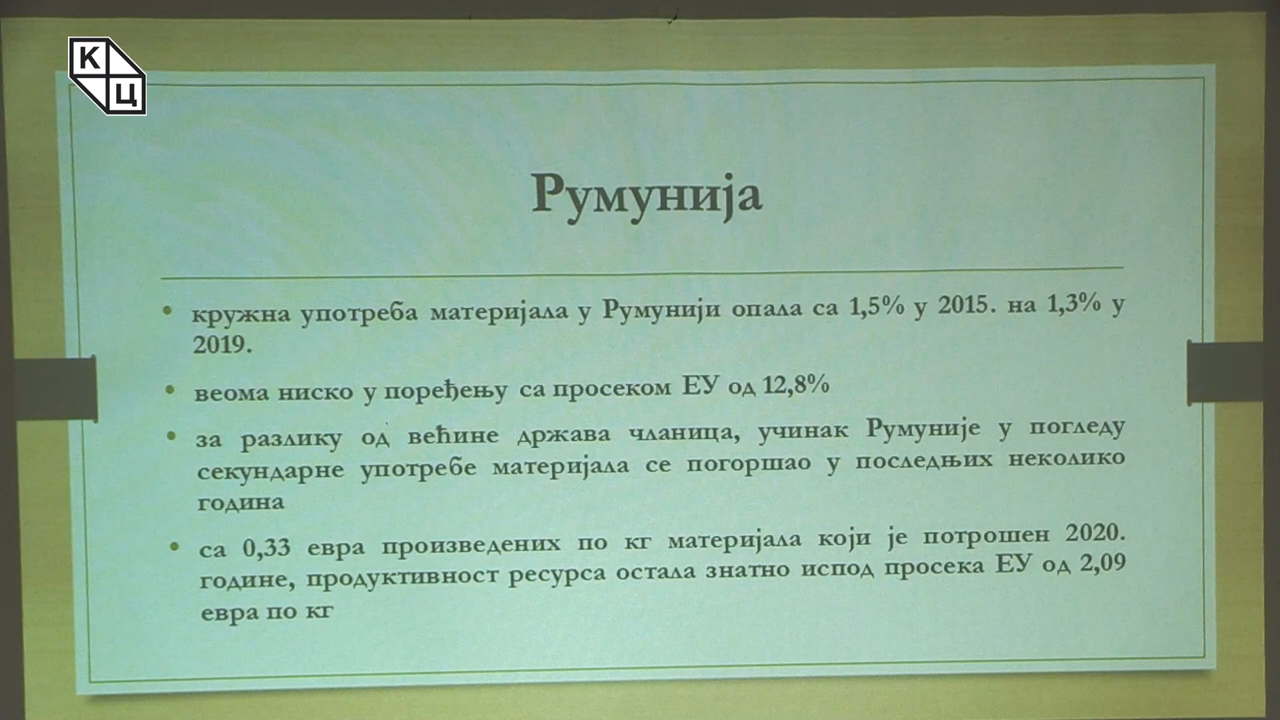 К
Ц
Румунија
• кружна употреба материјала у Румунији опала са 1,5% у 2015. на 1,3% у
2019.
• веома ниско у поређењу са просеком ЕУ од 12,8%
• за разлику од већине држава чланица, учинак Румуније у погледу
секундарне употребе материјала се погоршао у последњих неколико
година
• са 0,33 евра произведених по кг материјала који је потрошен 2020.
године, продуктивност ресурса остала знатно испод просека ЕУ од 2,09
евра по кг